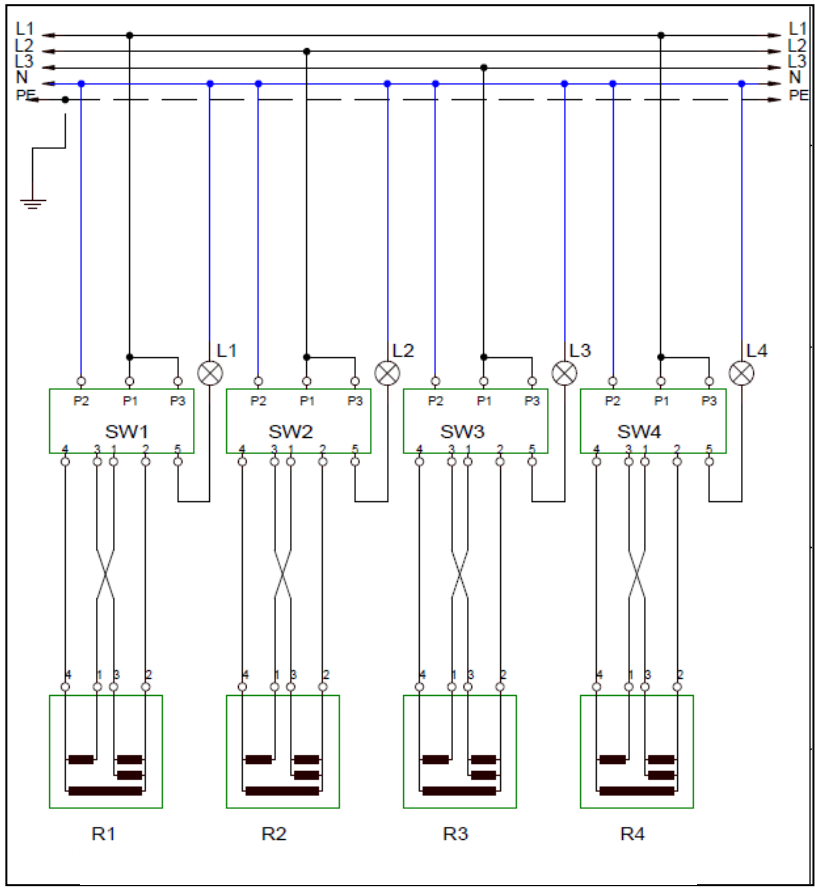 L1 L1
L2 L2
L3 L3
N N
PE PE
L1 L2 L3 L4
P2 P1 P3 P2 P1 P3 P2 P1 P3 P2 P1 P3
SW1 SW2 SW3 SW4
4 3 1 2 5 4 3 1 2 5 4 3 1 2 5 4 3 1 2 5
4 1 3 2 4 1 3 2 4 1 3 2 4 1 3 2
R1 R2 R3 R4